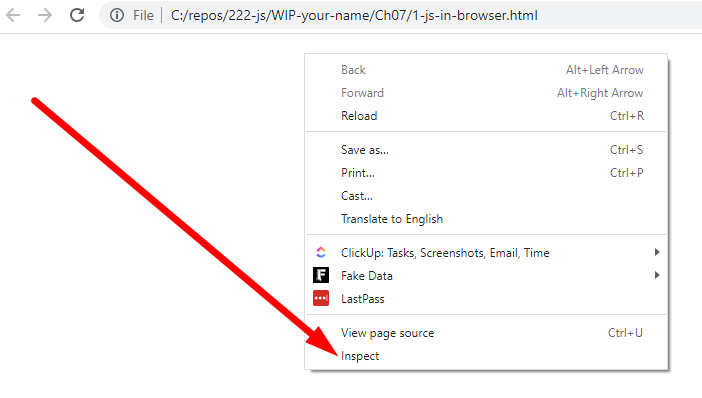 File | C:/repos/222-js/WIP-your-name/Ch07/1-js-in-browser.html
Back Alt+Left Arrow
Forward Alt+Right Arrow
Reload Ctrl+R
Save as... Ctrl+S
Print... Ctrl+P
Cast...
Translate to English
ClickUp: Tasks, Screenshots, Email, Time
F Fake Data
LastPass
View page source Ctrl+U
Inspect